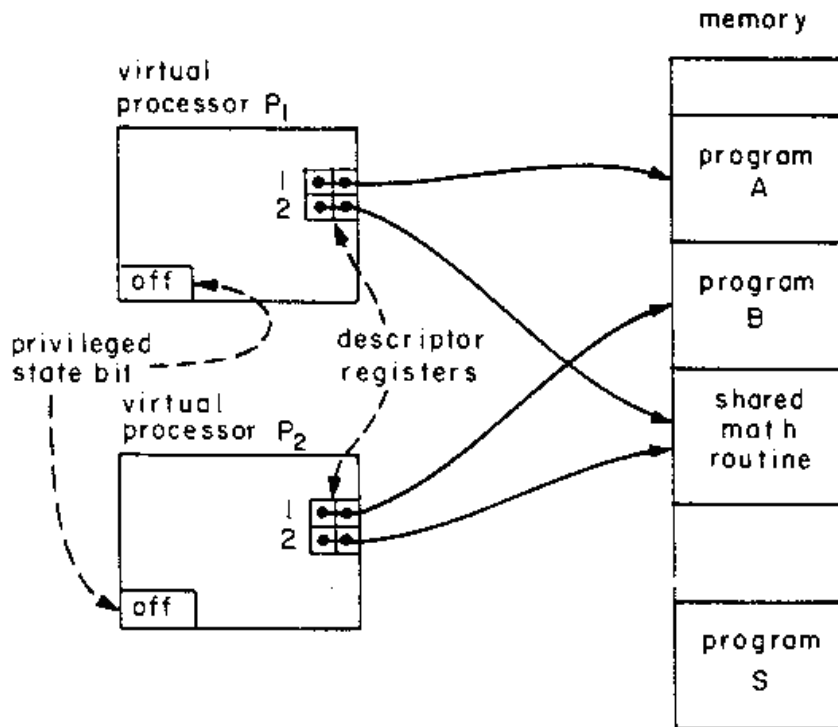 memory
virtual
processor P1
1
2
off
program
A
program
B
privileged
state bit
descriptor
registers
virtual
processor P2
1
2
off
shared
math
routine
program
S